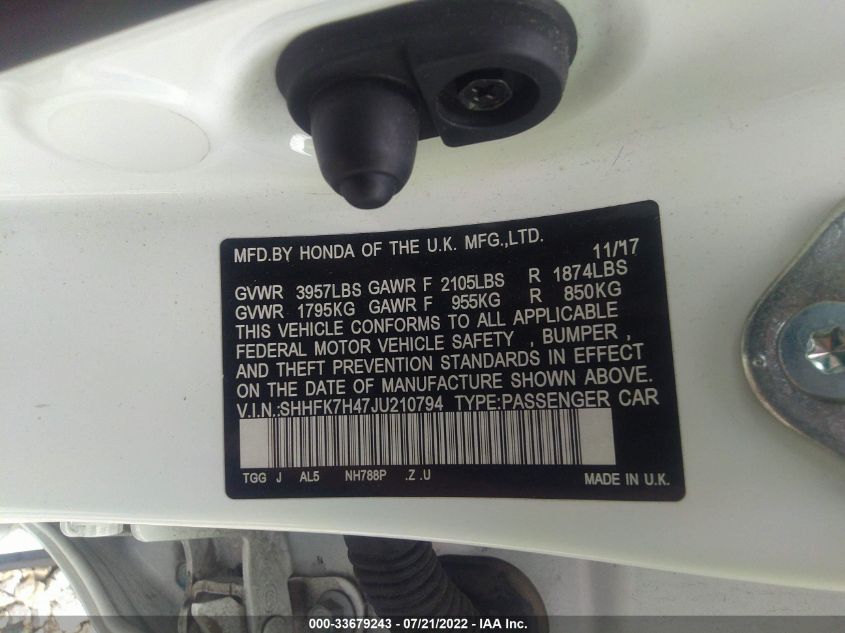 MFD.BY HONDA OF THE U.K. MFG.,LTD.
11/17
GVWR 3957LBS GAWR F 2105LBS R 1874LBS
GVWR 1795KG GAWR F 955KG R 850KG
THIS VEHICLE CONFORMS TO ALL APPLICABLE
FEDERAL MOTOR VEHICLE SAFETY , BUMPER ,
AND THEFT PREVENTION STANDARDS IN EFFECT
ON THE DATE OF MANUFACTURE SHOWN ABOVE.
V.I.N.:SHHFK7H47JU210794 TYPE:PASSENGER CAR
TGG J AL5 NH788P .Z .U MADE IN U.K.
000-33679243 - 07/21/2022 - IAA Inc.